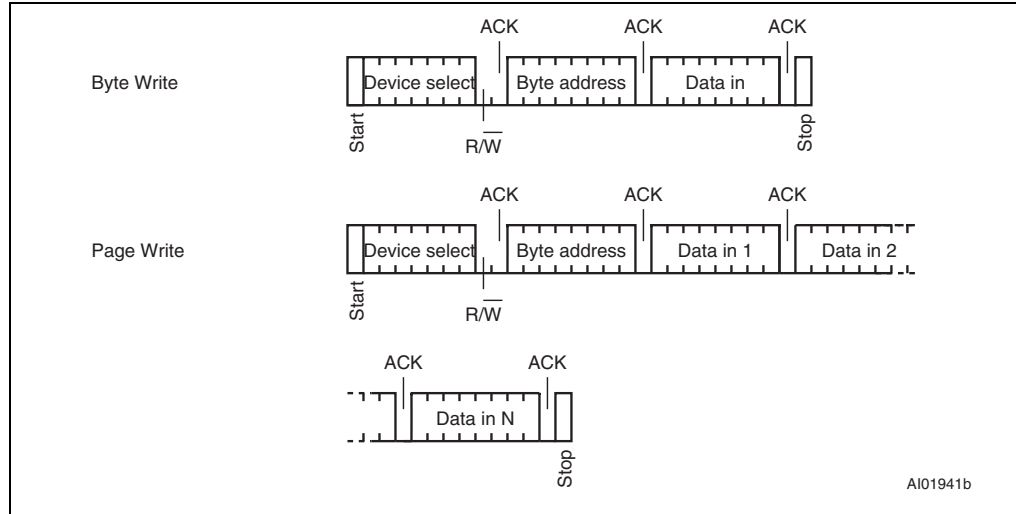 ACK ACK ACK
Byte Write Device select Byte address Data in
Start R/W̅ Stop
ACK ACK ACK
Page Write Device select Byte address Data in 1 Data in 2
Start R/W̅
ACK ACK
Data in N
Stop
AI01941b